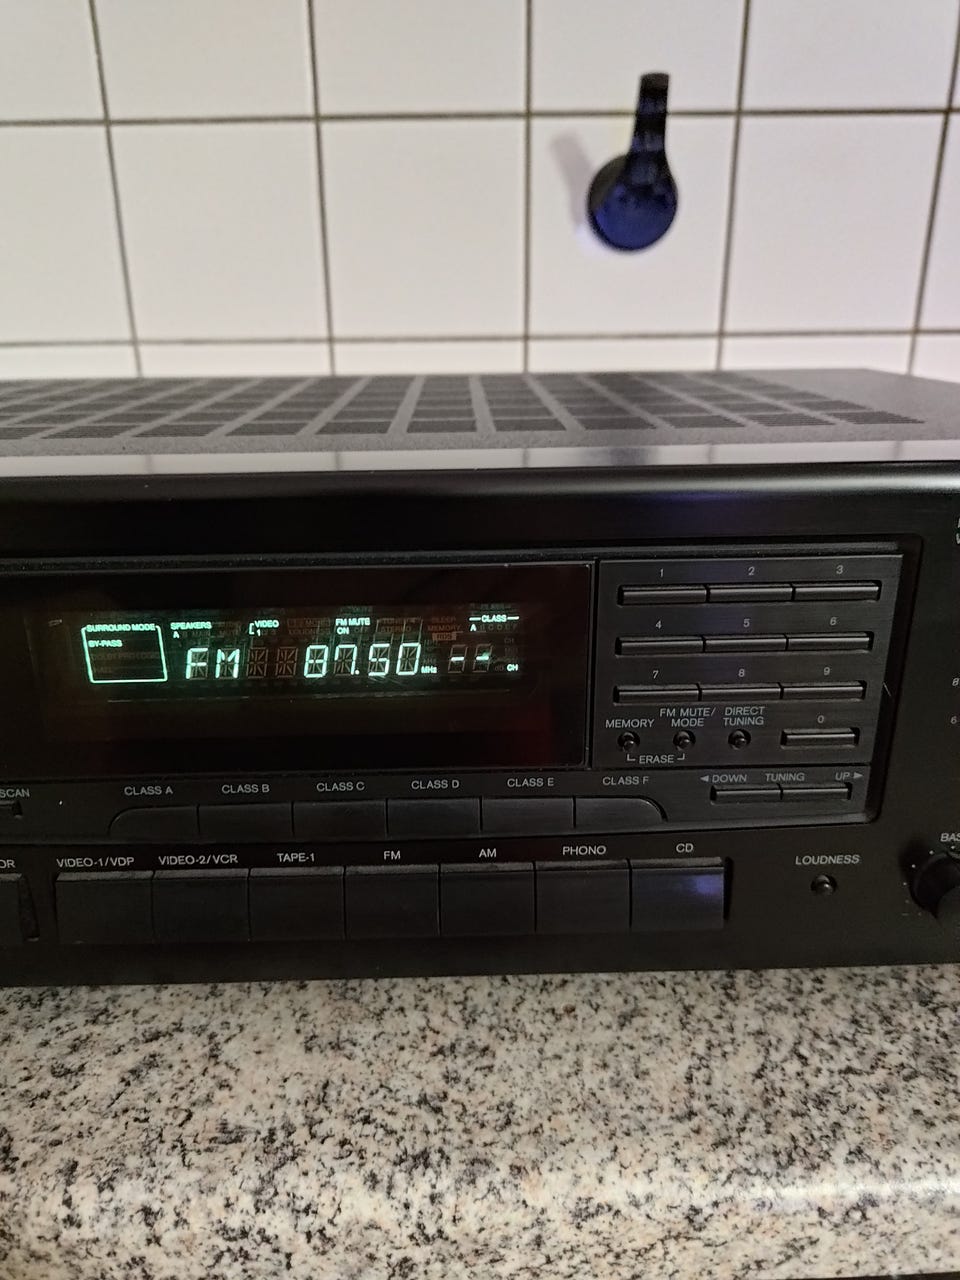 SURROUND MODE
BY-PASS
SPEAKERS
A
VIDEO
1
FM MUTE
ON
CLASS
A
FM 87.50 MHz -- CH
1 2 3
4 5 6
7 8 9
MEMORY FM MUTE/ MODE DIRECT TUNING 0
ERASE
◄ DOWN TUNING UP ►
SCAN CLASS A CLASS B CLASS C CLASS D CLASS E CLASS F
VIDEO-1/VDP VIDEO-2/VCR TAPE-1 FM AM PHONO CD
LOUDNESS
BAS